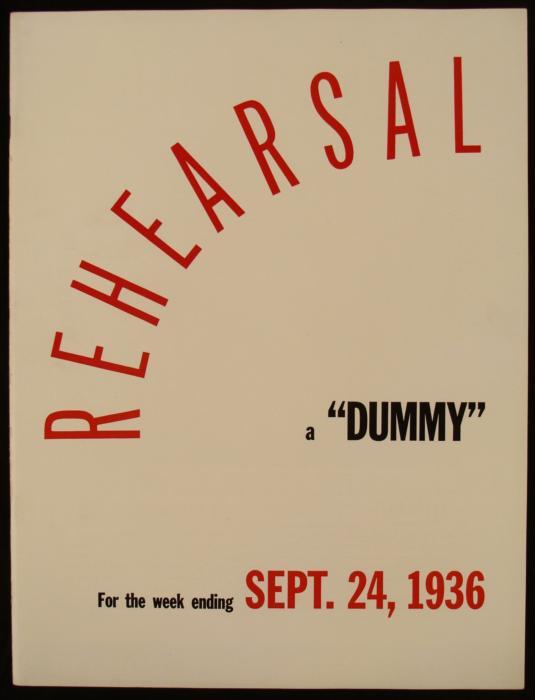 REHEARSAL
a “DUMMY”
For the week ending SEPT. 24, 1936